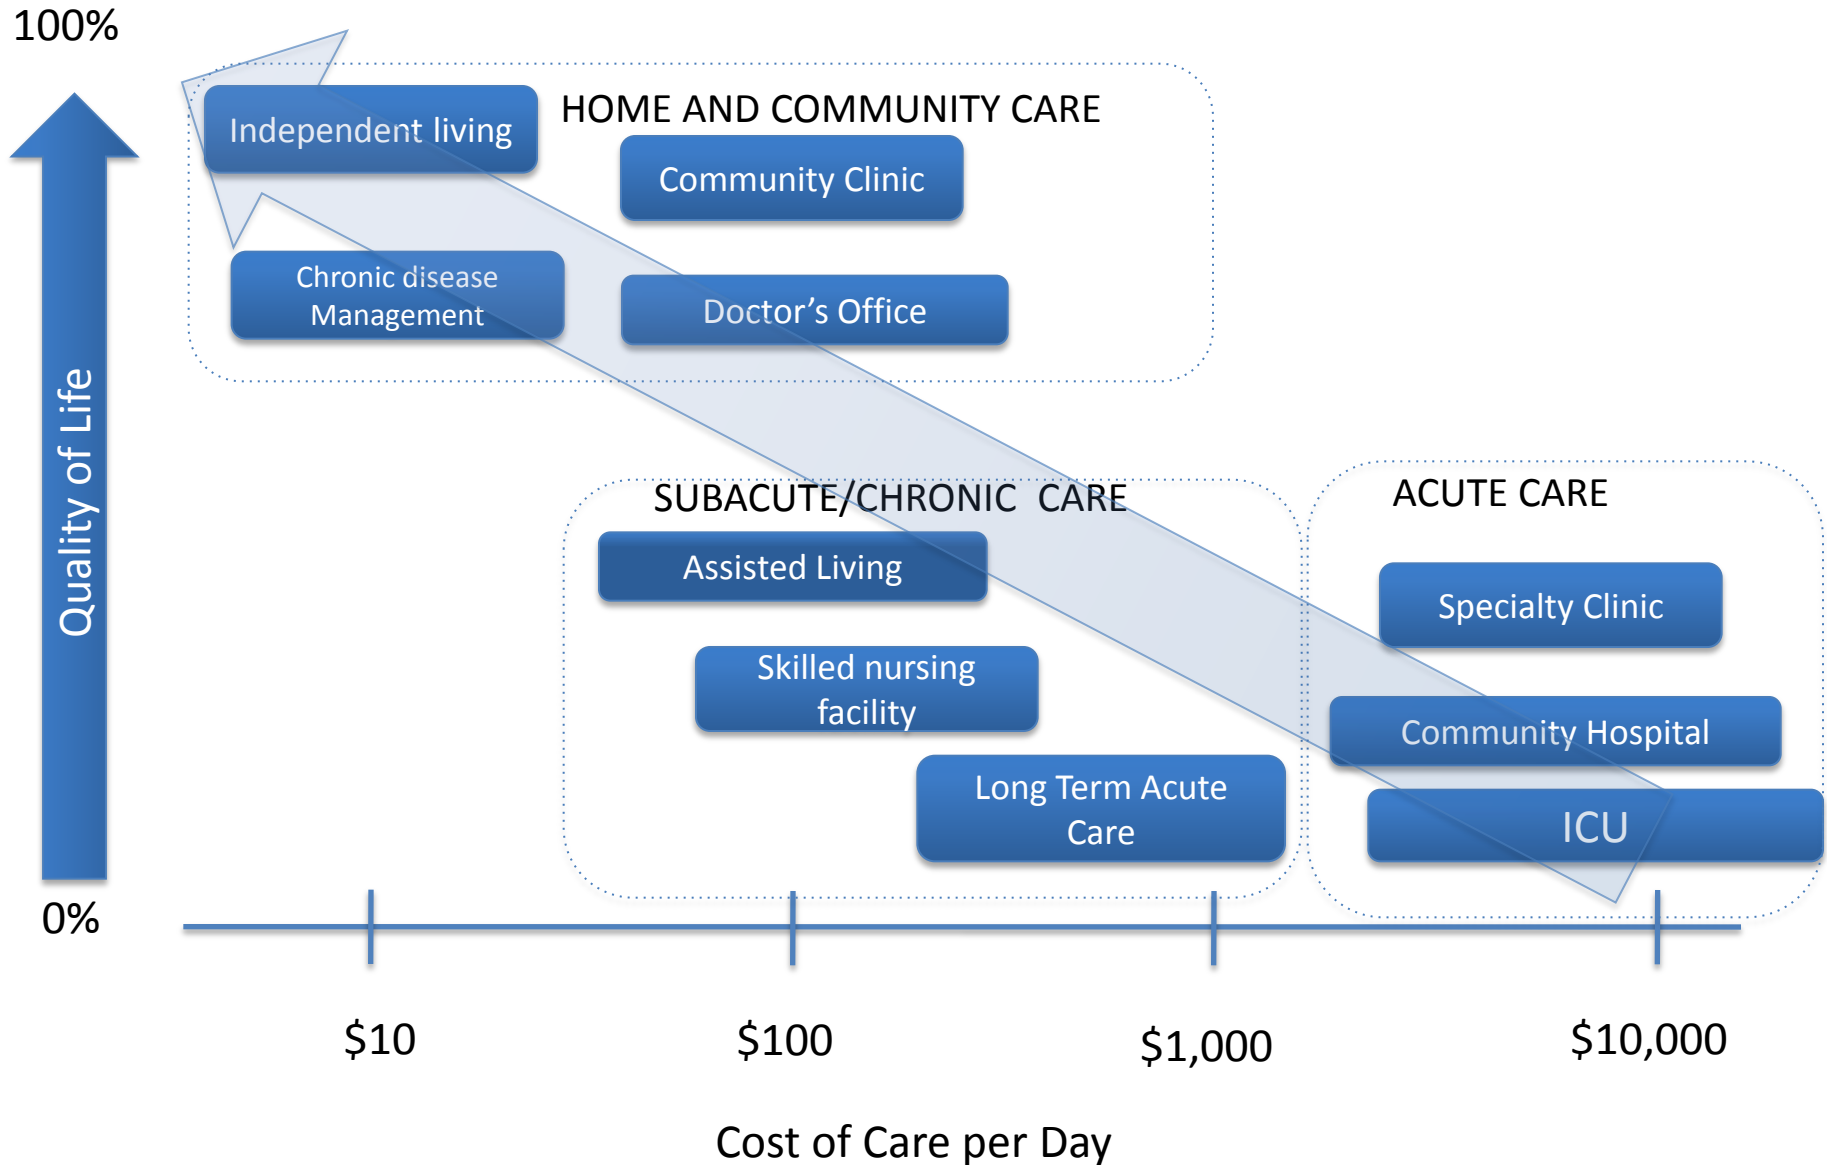 100%
HOME AND COMMUNITY CARE
Independent living
Community Clinic
Chronic disease
Management
Doctor’s Office
Quality of Life
SUBACUTE/CHRONIC  CARE
ACUTE CARE
Assisted Living
Specialty Clinic
Skilled nursing
facility
Community Hospital
Long Term Acute
Care
ICU
0%
$10
$100
$1,000
$10,000
Cost of Care per Day